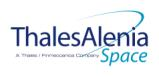 ThalesAlenia
A Thales / Finmeccanica Company Space